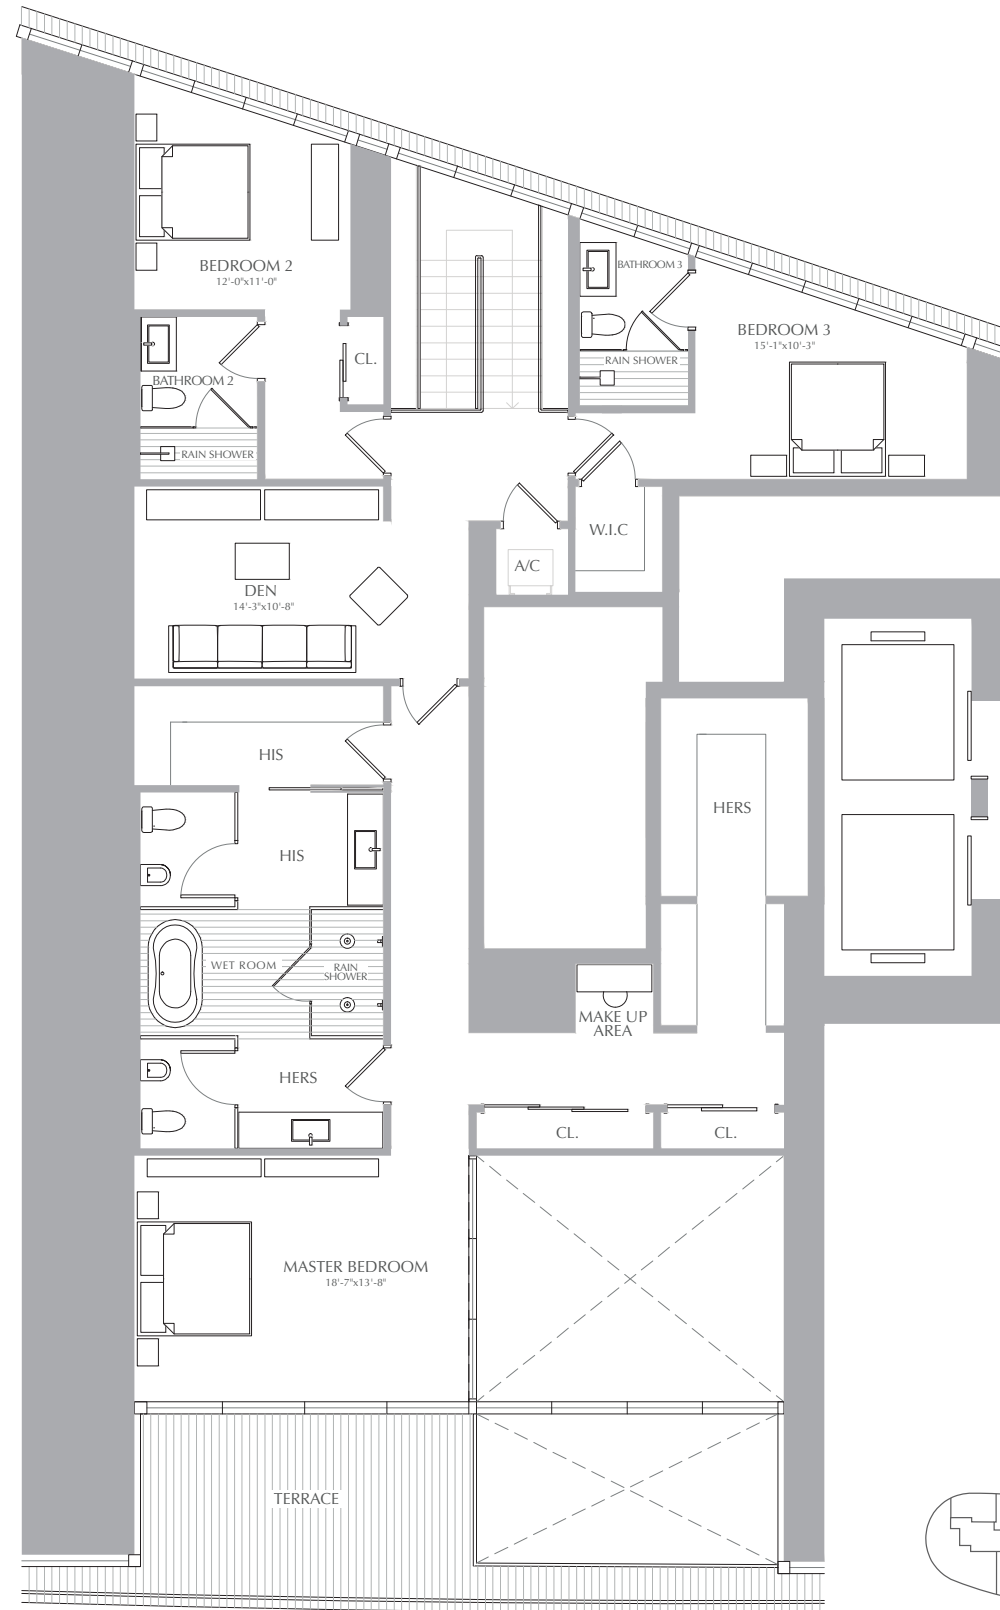 BEDROOM 2
12'-0"x11'-0"
BATHROOM 3
BEDROOM 3
15'-1"x10'-3"
CL.
RAIN SHOWER
BATHROOM 2
RAIN SHOWER
W.I.C
A/C
DEN
14'-3"x10'-8"
HIS
HERS
HIS
WET ROOM
RAIN
SHOWER
MAKE UP
AREA
HERS
CL.
CL.
MASTER BEDROOM
18'-7"x13'-8"
TERRACE